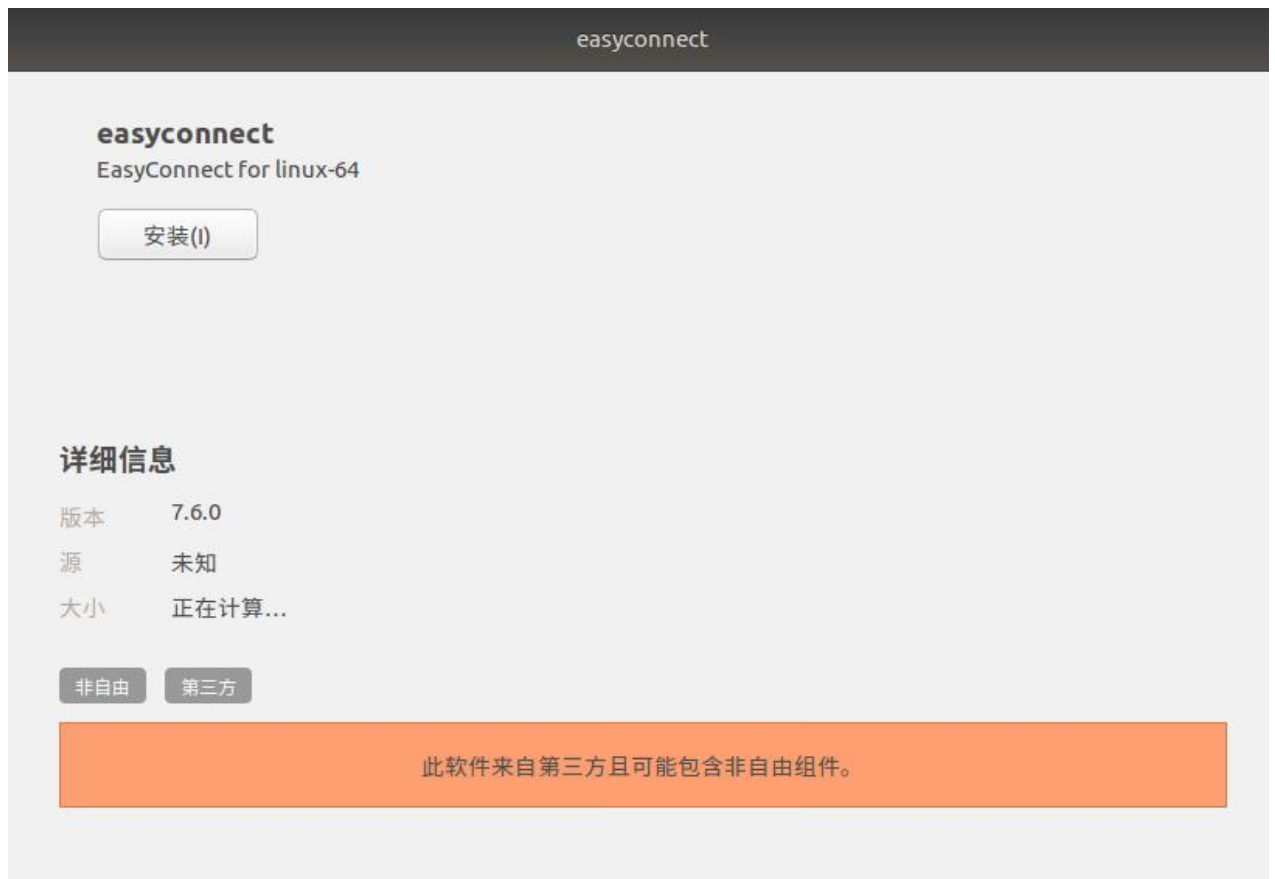 easyconnect
easyconnect
EasyConnect for linux-64
安装(I)
详细信息
版本 7.6.0
源 未知
大小 正在计算…
非自由 第三方
此软件来自第三方且可能包含非自由组件。